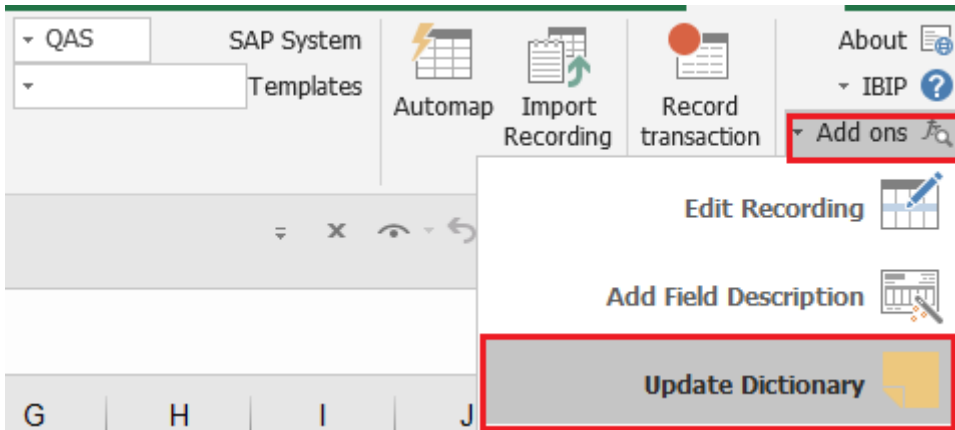 QAS
SAP System
Templates
Automap
Import
Recording
Record
transaction
About
IBIP
Add ons
Edit Recording
Add Field Description
Update Dictionary
G H I J